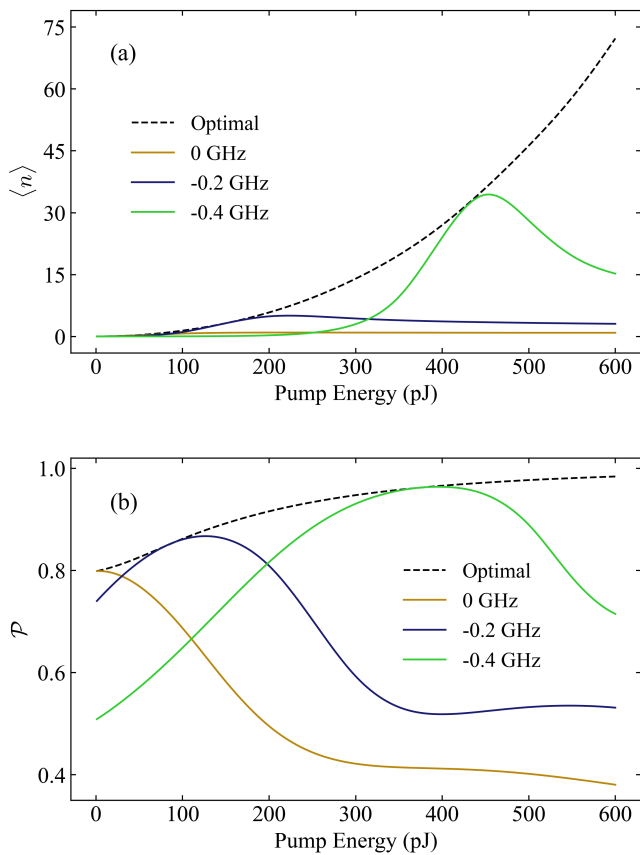 75
(a)
60
Optimal
45
0 GHz
⟨n⟩
-0.2 GHz
30
-0.4 GHz
15
0
0 100 200 300 400 500 600
Pump Energy (pJ)
1.0
(b)
0.8
Optimal
0 GHz
𝒫
-0.2 GHz
0.6
-0.4 GHz
0.4
0 100 200 300 400 500 600
Pump Energy (pJ)